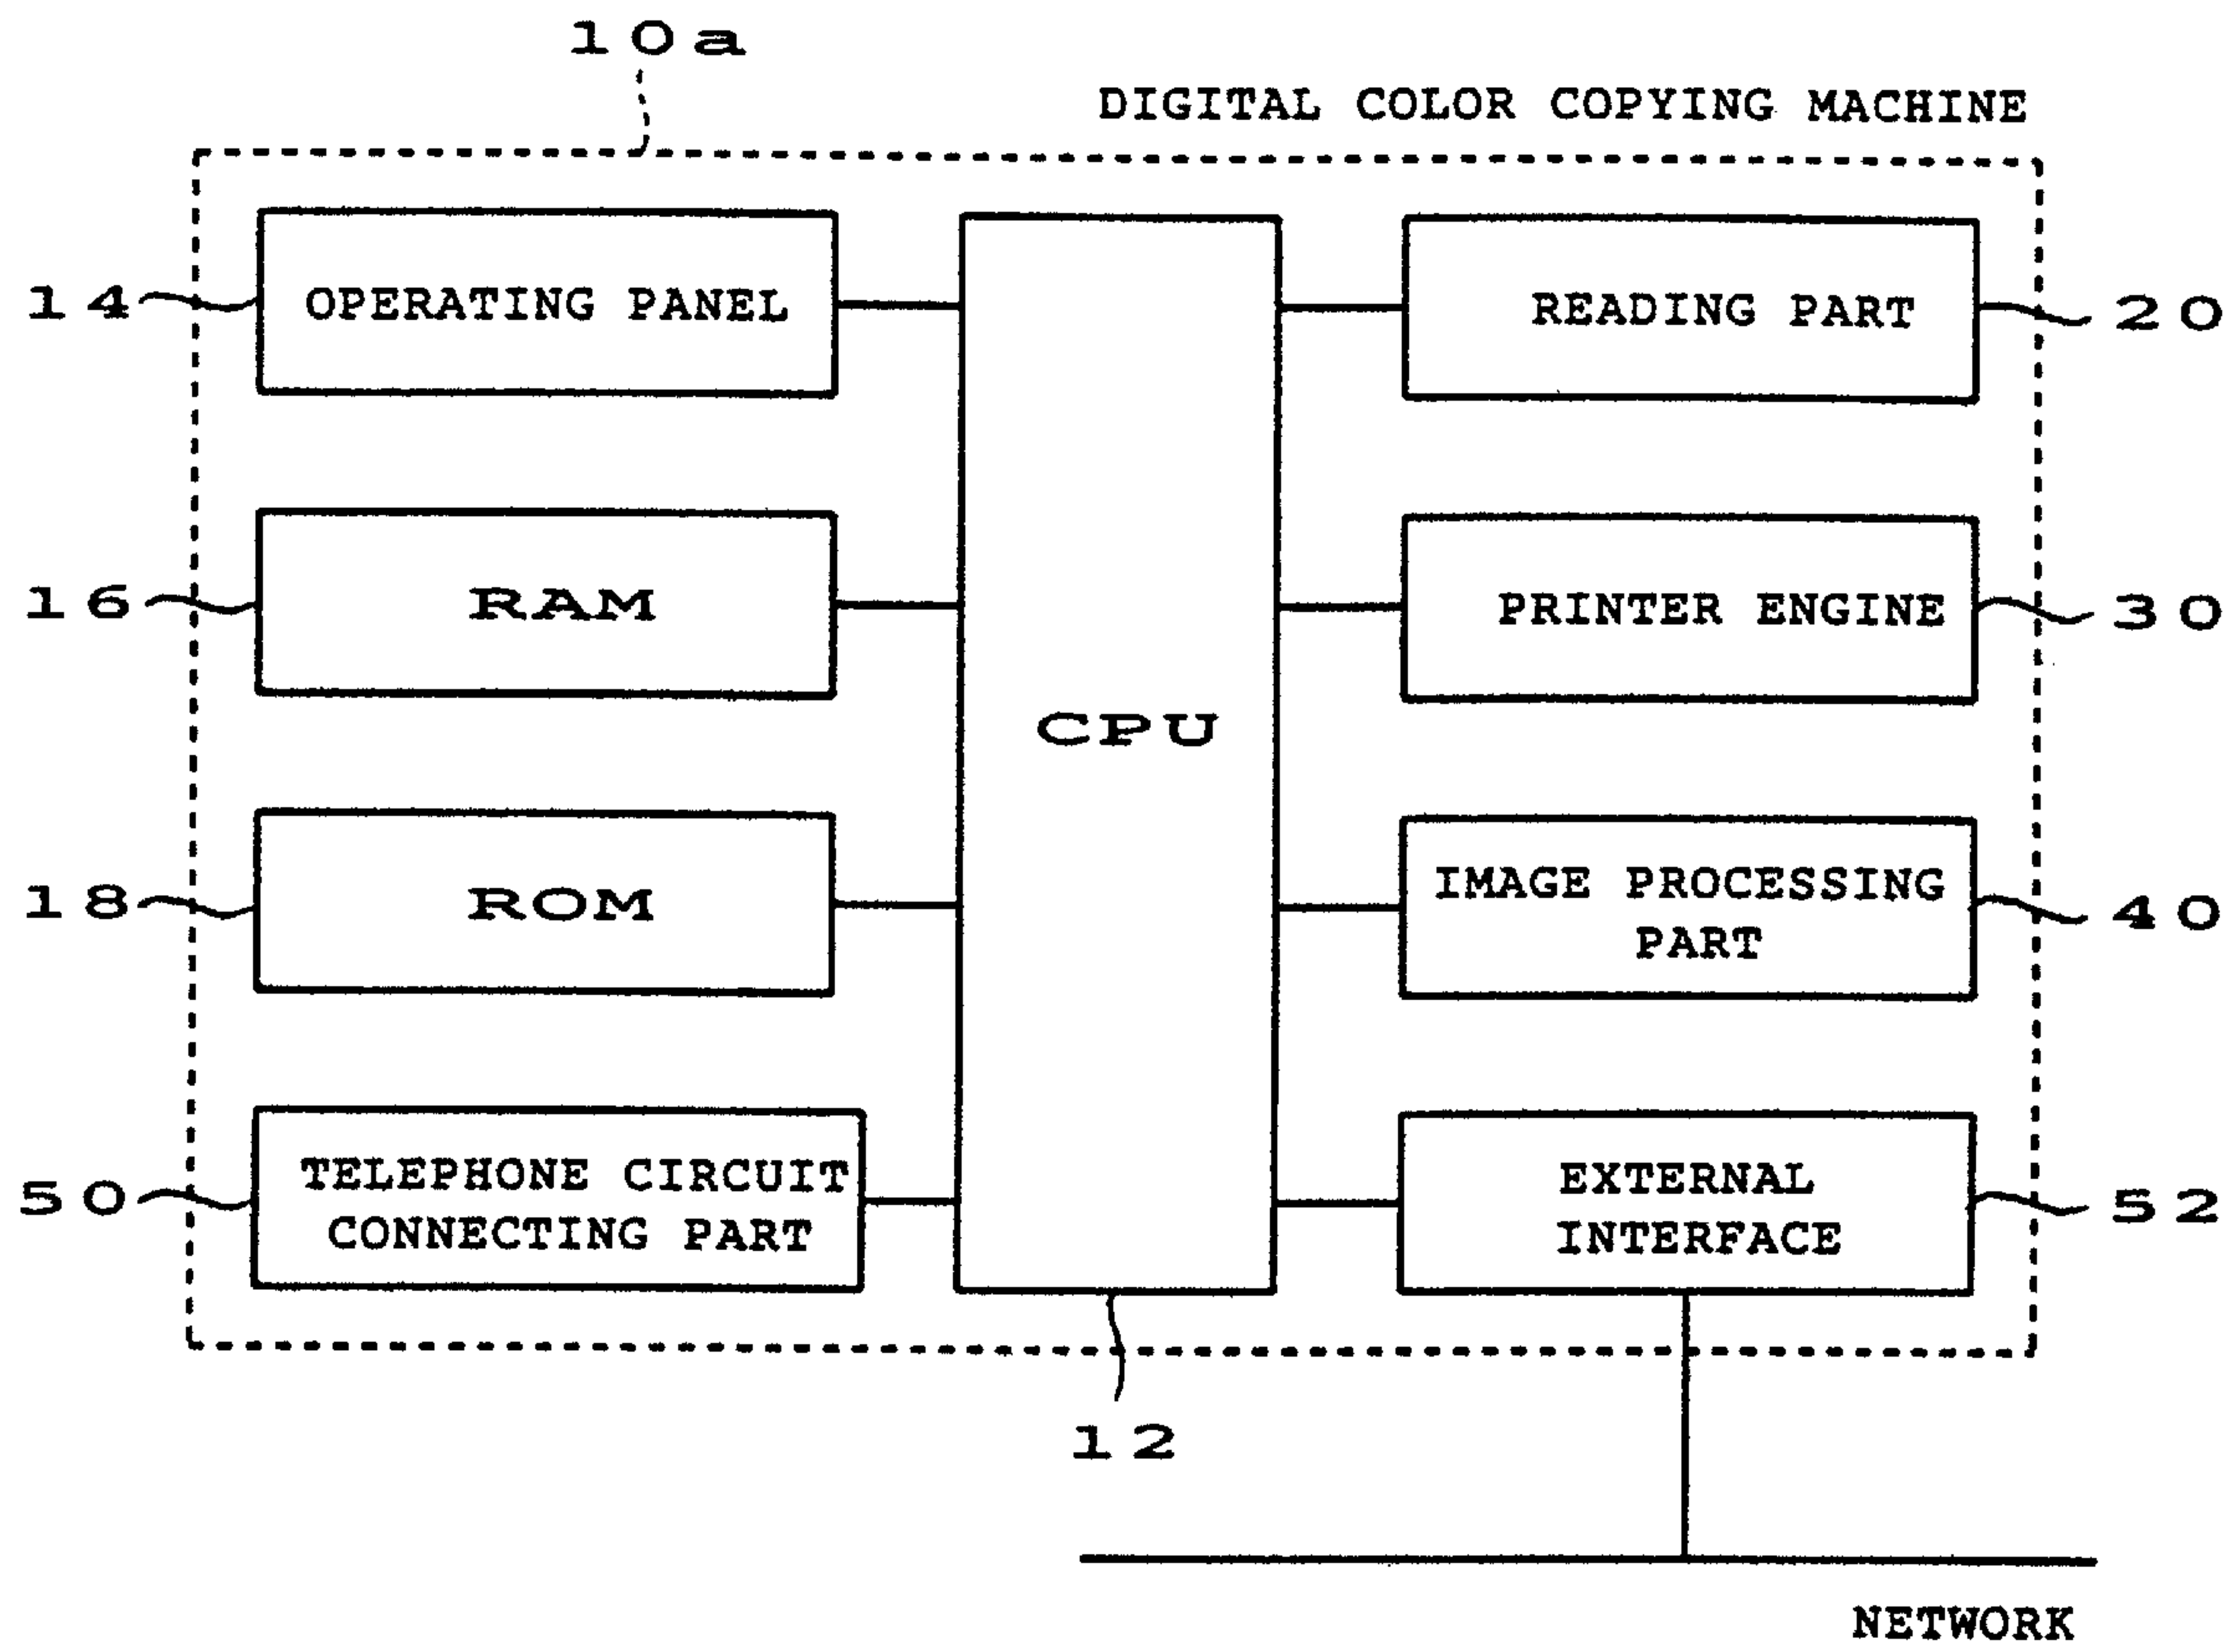 10a
DIGITAL COLOR COPYING MACHINE
14
OPERATING PANEL
READING PART
20
16
RAM
PRINTER ENGINE
30
CPU
18
ROM
IMAGE PROCESSING
PART
40
50
TELEPHONE CIRCUIT
CONNECTING PART
EXTERNAL
INTERFACE
52
12
NETWORK